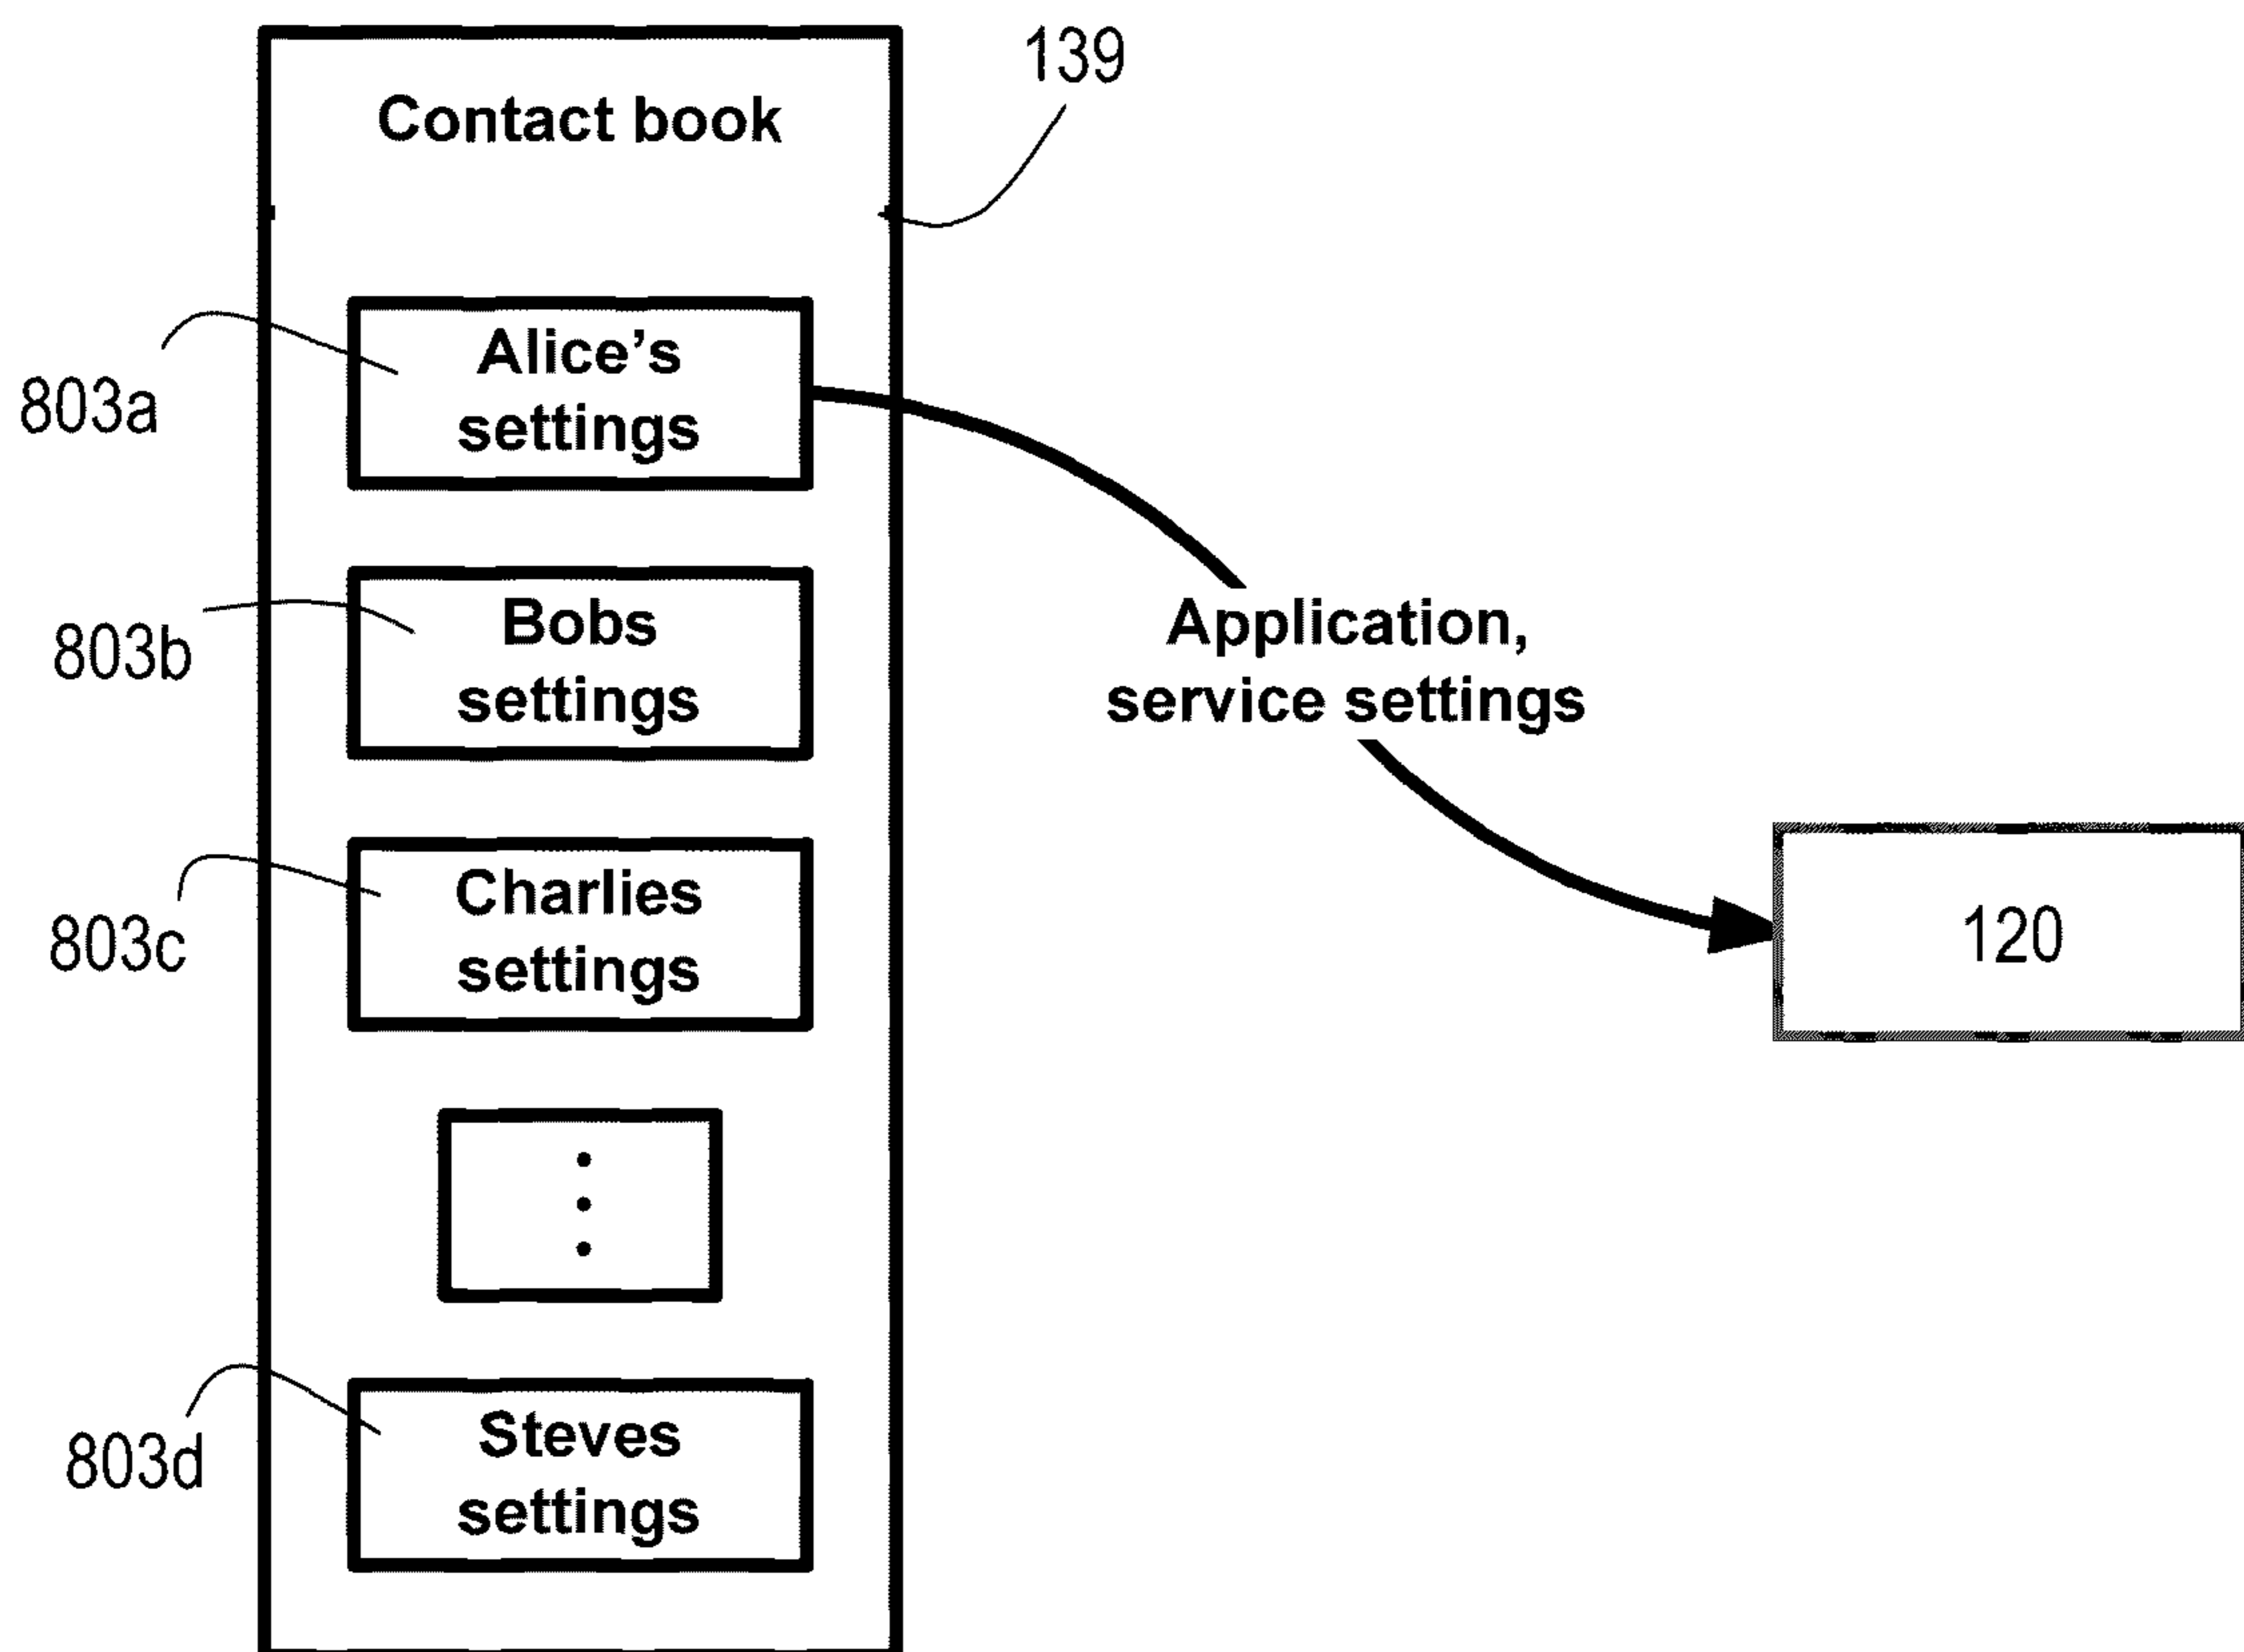 Contact book
139
803a
Alice’s
settings
803b
Bobs
settings
Application,
service settings
803c
Charlies
settings
120
803d
Steves
settings